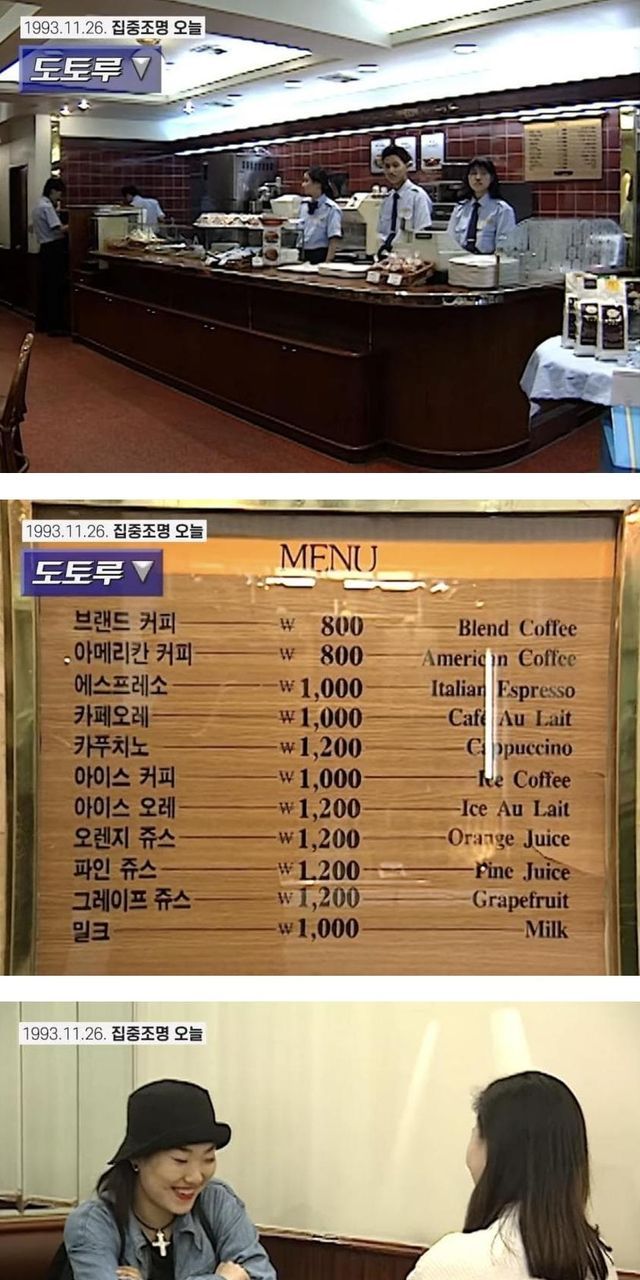 1993.11.26. 집중조명 오늘
도토루
1993.11.26. 집중조명 오늘
도토루
MENU
브랜드 커피 ₩ 800 Blend Coffee
아메리칸 커피 ₩ 800 American Coffee
에스프레소 ₩ 1,000 Italian Espresso
카페오레 ₩ 1,000 Café Au Lait
카푸치노 ₩ 1,200 Cappuccino
아이스 커피 ₩ 1,000 Ice Coffee
아이스 오레 ₩ 1,200 Ice Au Lait
오렌지 쥬스 ₩ 1,200 Orange Juice
파인 쥬스 ₩ 1,200 Pine Juice
그레이프 쥬스 ₩ 1,200 Grapefruit
밀크 ₩ 1,000 Milk
1993.11.26. 집중조명 오늘